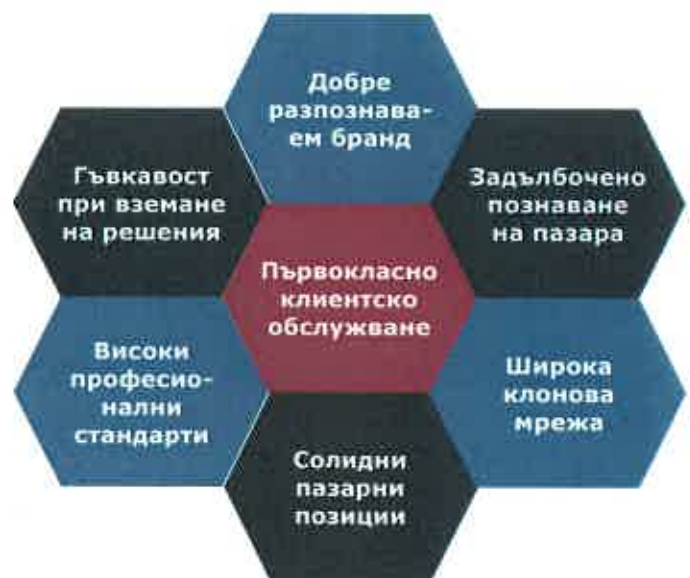 Добре
разпознава-
ем бранд
Гъвкавост
при вземане
на решения
Задълбочено
познаване
на пазара
Първокласно
клиентско
обслужване
Високи
професио-
нални
стандарти
Широка
клонова
мрежа
Солидни
пазарни
позиции